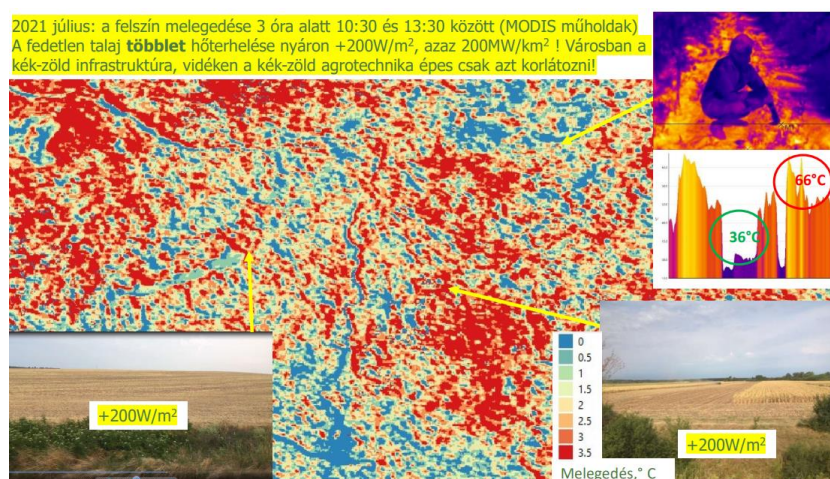 2021 július: a felszín melegedése 3 óra alatt 10:30 és 13:30 között (MODIS műholdak)
A fedetlen talaj többlet hőterhelése nyáron +200W/m², azaz 200MW/km² ! Városban a
kék-zöld infrastruktúra, vidéken a kék-zöld agrotechnika épes csak azt korlátozni!
66°C
36°C
+200W/m²
0
0.5
1
1.5
2
2.5
3
3.5
Melegedés,° C
+200W/m²